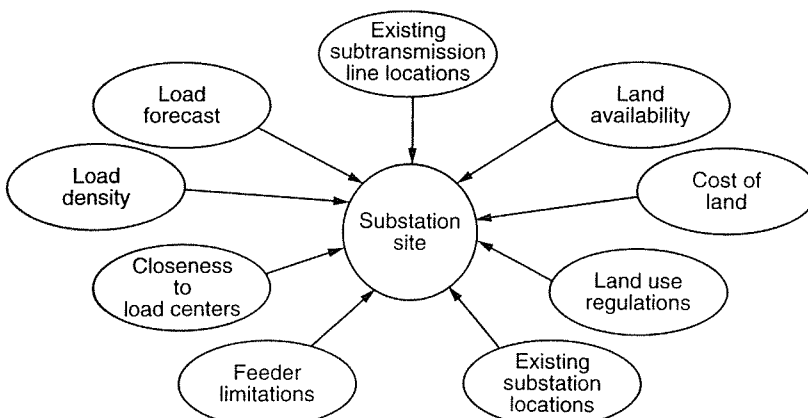 Existing
subtransmission
line locations
Load
forecast
Land
availability
Load
density
Cost of
land
Substation
site
Closeness
to
load centers
Land use
regulations
Feeder
limitations
Existing
substation
locations